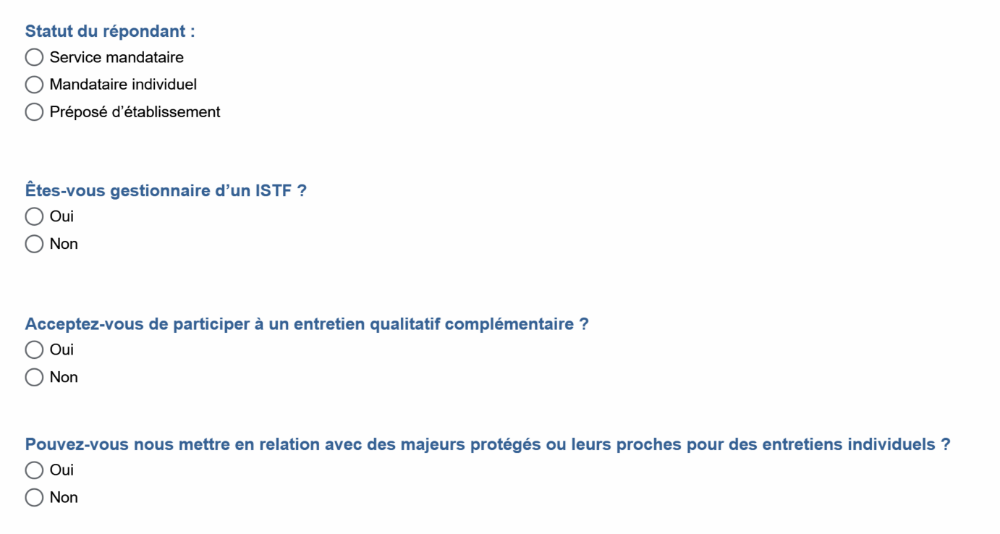 Statut du répondant :
Service mandataire
Mandataire individuel
Préposé d’établissement
Êtes-vous gestionnaire d’un ISTF ?
Oui
Non
Acceptez-vous de participer à un entretien qualitatif complémentaire ?
Oui
Non
Pouvez-vous nous mettre en relation avec des majeurs protégés ou leurs proches pour des entretiens individuels ?
Oui
Non